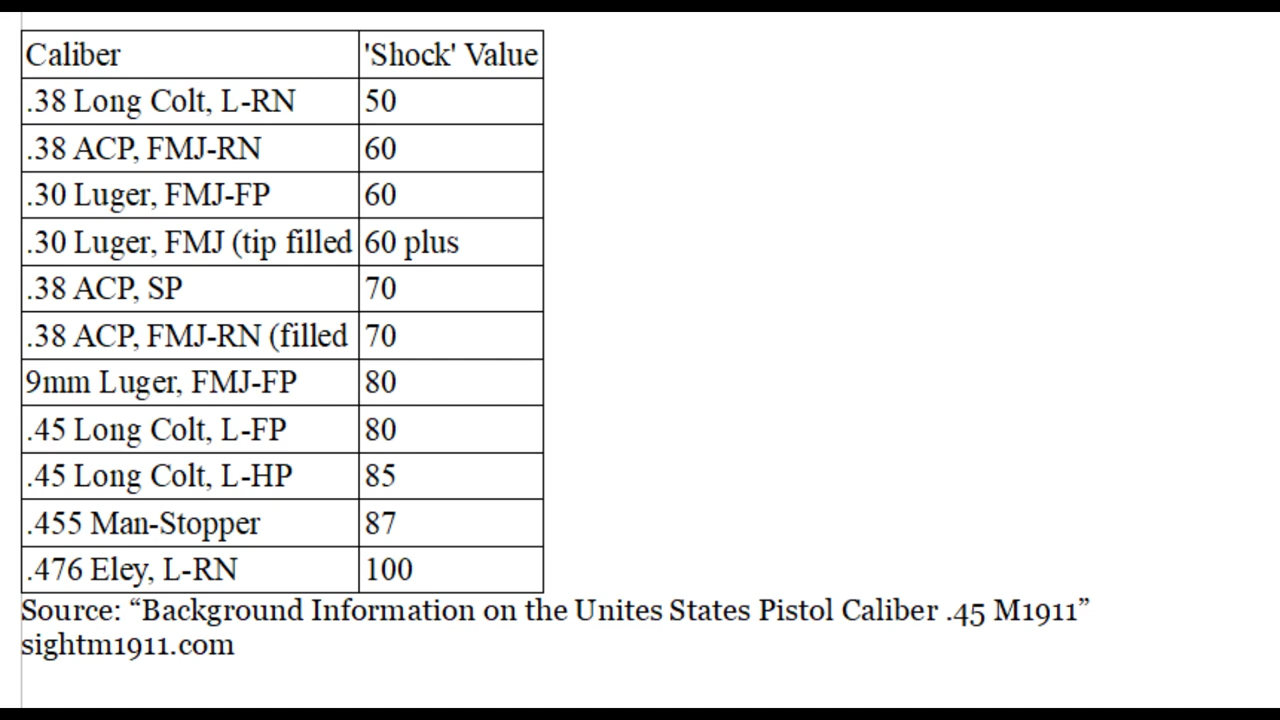 Caliber 'Shock' Value
.38 Long Colt, L-RN 50
.38 ACP, FMJ-RN 60
.30 Luger, FMJ-FP 60
.30 Luger, FMJ (tip filled 60 plus
.38 ACP, SP 70
.38 ACP, FMJ-RN (filled 70
9mm Luger, FMJ-FP 80
.45 Long Colt, L-FP 80
.45 Long Colt, L-HP 85
.455 Man-Stopper 87
.476 Eley, L-RN 100
Source: “Background Information on the Unites States Pistol Caliber .45 M1911”
sightm1911.com